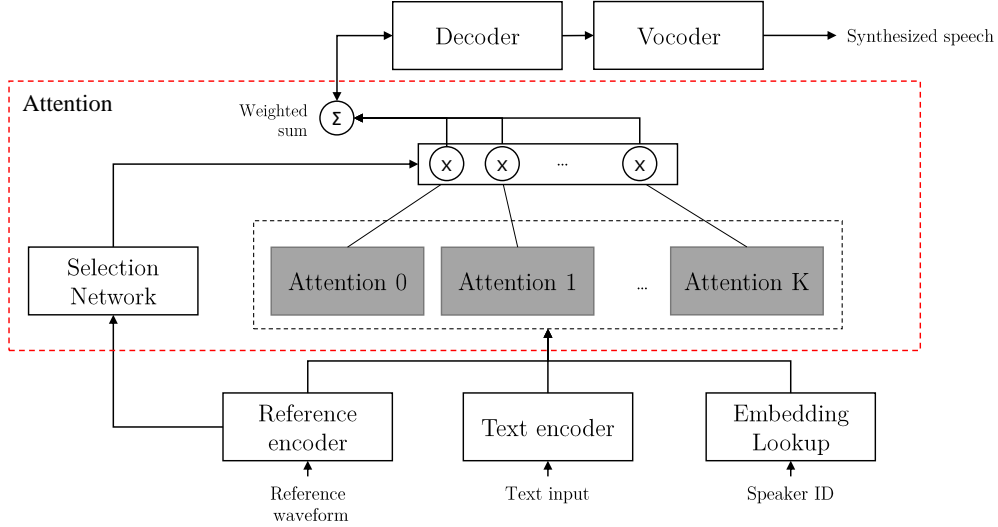 Decoder
Vocoder
Synthesized speech
Attention
Weighted
sum
Σ
x
x
...
x
Selection
Network
Attention 0
Attention 1
...
Attention K
Reference
encoder
Text encoder
Embedding
Lookup
Reference
waveform
Text input
Speaker ID